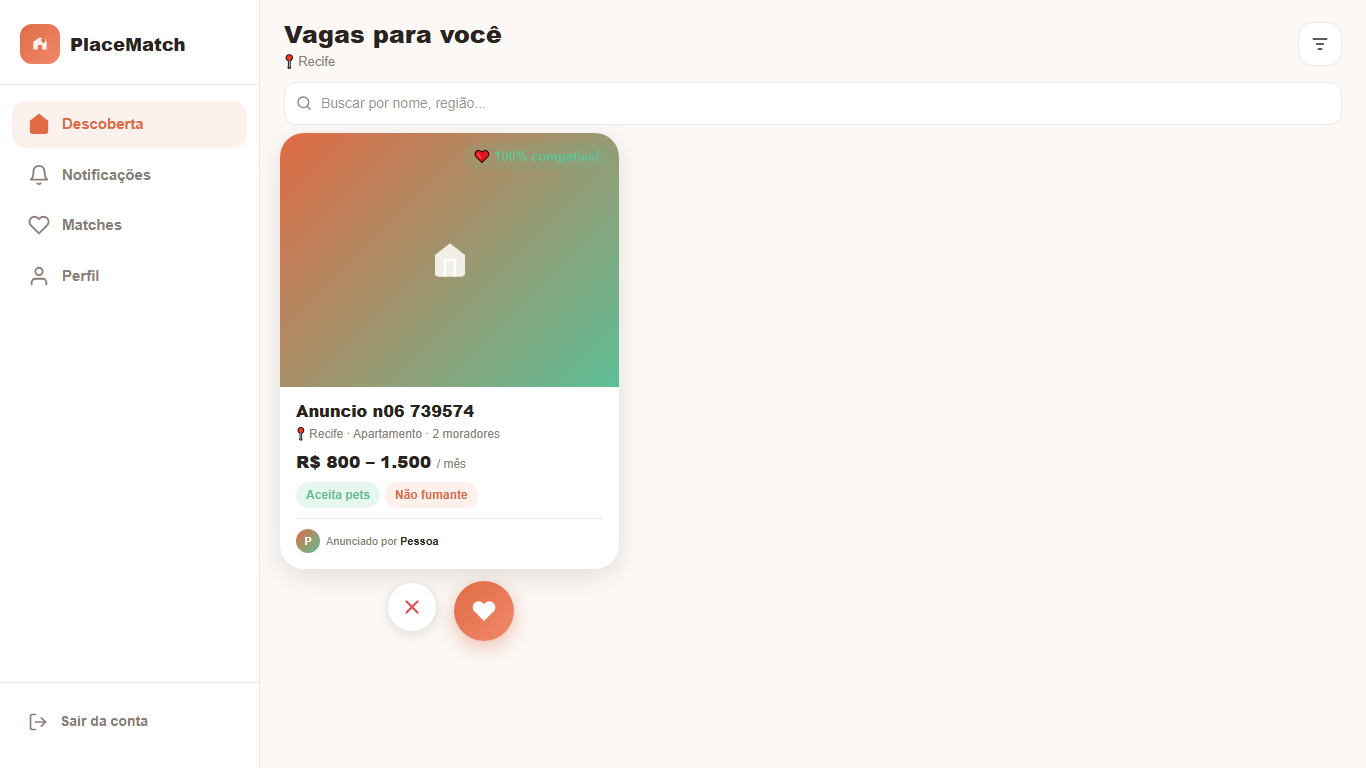 PlaceMatch
Descoberta
Notificações
Matches
Perfil
Sair da conta
Vagas para você
📍 Recife
Buscar por nome, região...
❤️ 100% compatível
Anuncio n06 739574
📍 Recife · Apartamento · 2 moradores
R$ 800 – 1.500 / mês
Aceita pets Não fumante
P Anunciado por Pessoa